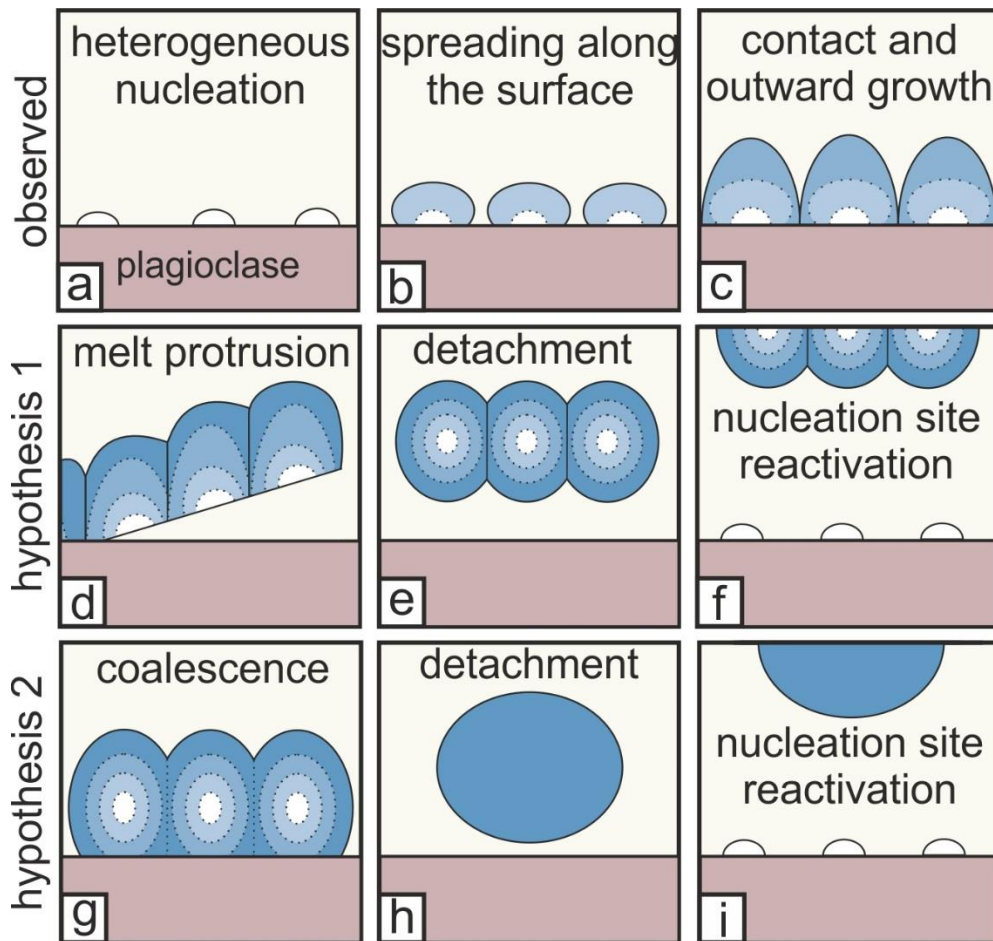 observed
heterogeneous
nucleation
plagioclase
a
spreading along
the surface
b
contact and
outward growth
c
hypothesis 1
melt protrusion
d
detachment
e
nucleation site
reactivation
f
hypothesis 2
coalescence
g
detachment
h
nucleation site
reactivation
i